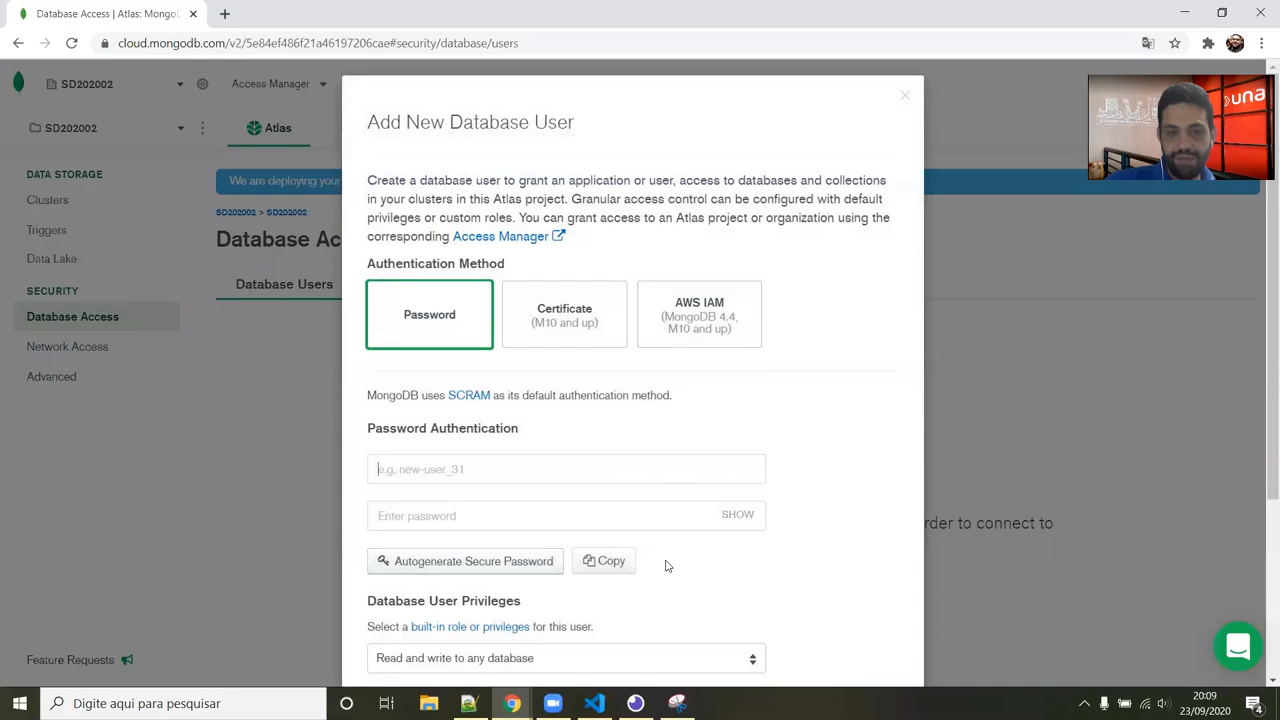 Database Access | Atlas: MongoD
cloud.mongodb.com/v2/5e84ef486f21a46197206cae#security/database/users
SD202002
Access Manager
SD202002
Atlas
una
DATA STORAGE
Clusters
Triggers
Data Lake
SECURITY
Database Access
Network Access
Advanced
Feature Requests
We are deploying your
SD202002 > SD202002
Database Ac
Database Users
rder to connect to
Add New Database User
Create a database user to grant an application or user, access to databases and collections
in your clusters in this Atlas project. Granular access control can be configured with default
privileges or custom roles. You can grant access to an Atlas project or organization using the
corresponding Access Manager
Authentication Method
Password
Certificate
(M10 and up)
AWS IAM
(MongoDB 4.4,
M10 and up)
MongoDB uses SCRAM as its default authentication method.
Password Authentication
e.g. new-user_31
Enter password
SHOW
Autogenerate Secure Password
Copy
Database User Privileges
Select a built-in role or privileges for this user.
Read and write to any database
Digite aqui para pesquisar
20:09
23/09/2020
4